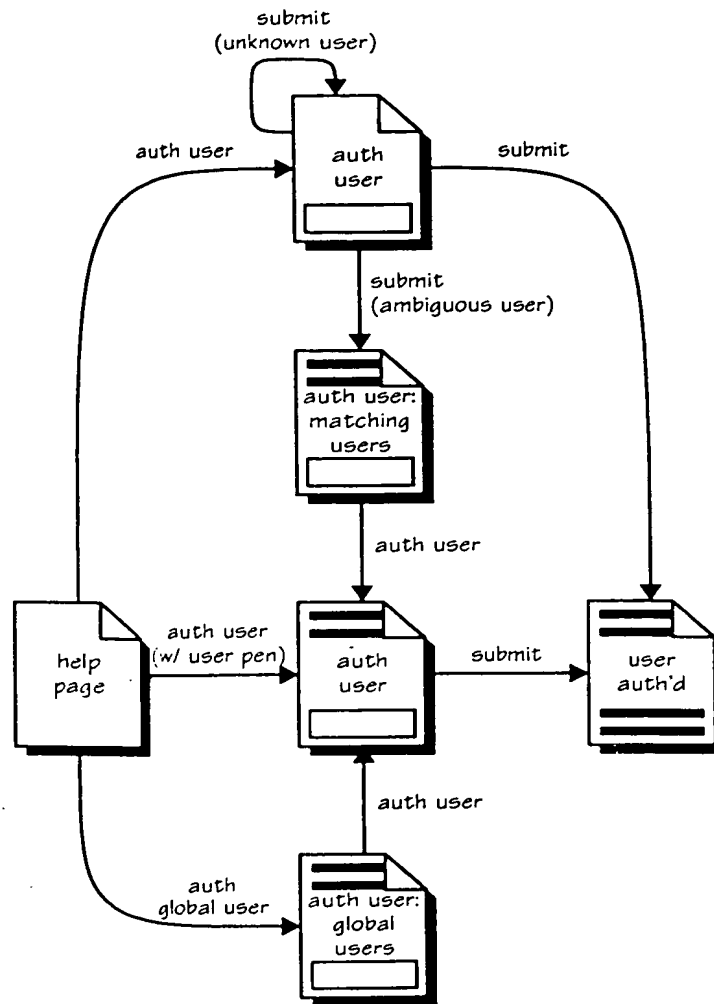 submit
(unknown user)
auth user
auth
user
submit
submit
(ambiguous user)
auth user:
matching
users
auth user
help
page
auth user
(w/ user pen)
auth
user
submit
user
auth'd
auth user
auth
global user
auth user:
global
users